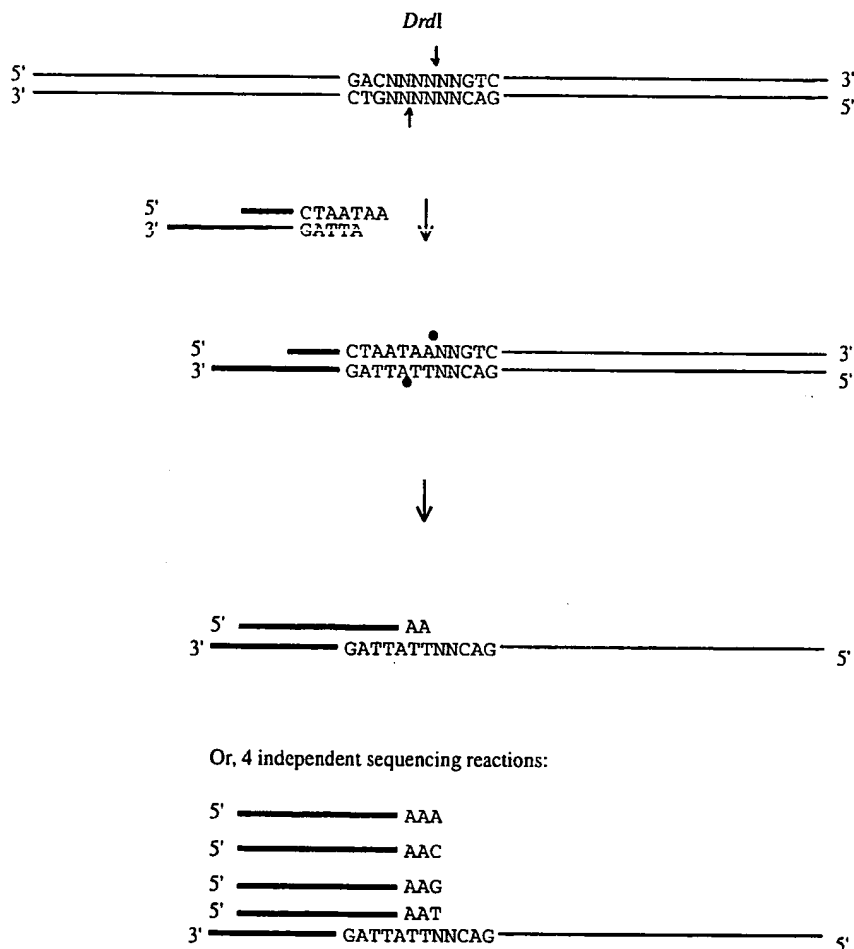 DrdI
5' GACNNNNNNGTC 3'
3' CTGNNNNNNCAG 5'
5' CTAATAA
3' GATTA
5' CTAATAANNGTC 3'
3' GATTATTNNCAG 5'
5' AA
3' GATTATTNNCAG 5'
Or, 4 independent sequencing reactions:
5' AAA
5' AAC
5' AAG
5' AAT
3' GATTATTNNCAG 5'